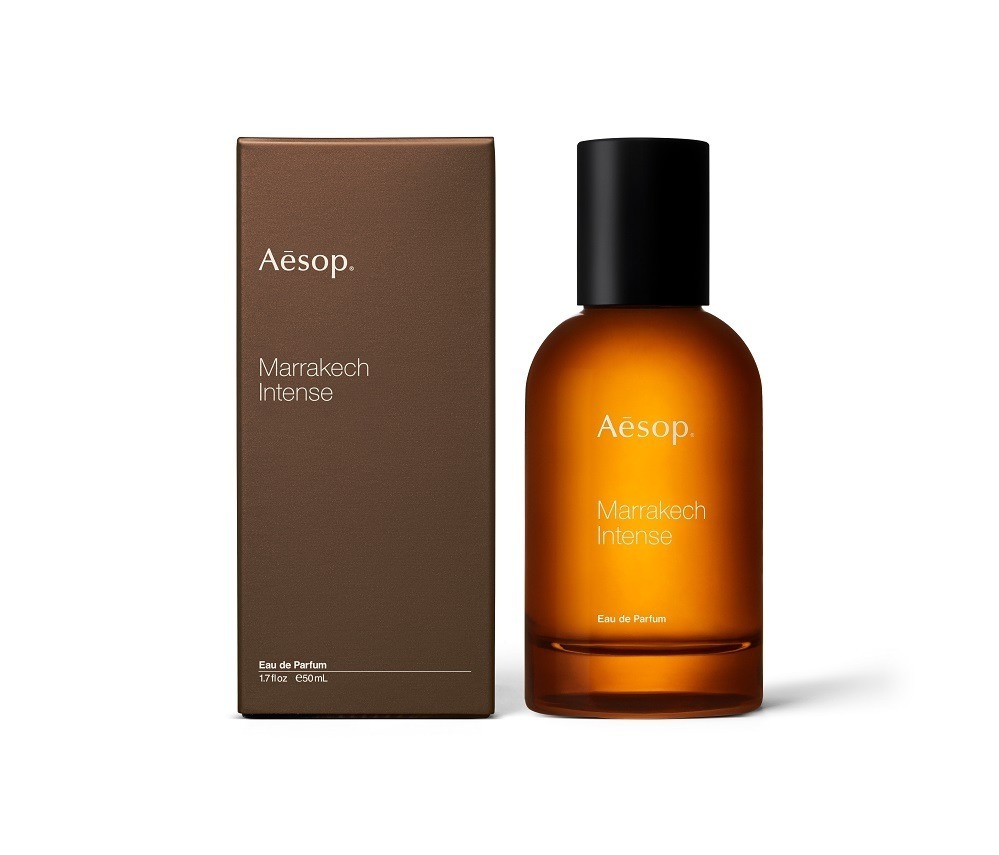 Aēsop®
Marrakech
Intense
Eau de Parfum
1.7 fl oz ℮50 mL
Aēsop®
Marrakech
Intense
Eau de Parfum